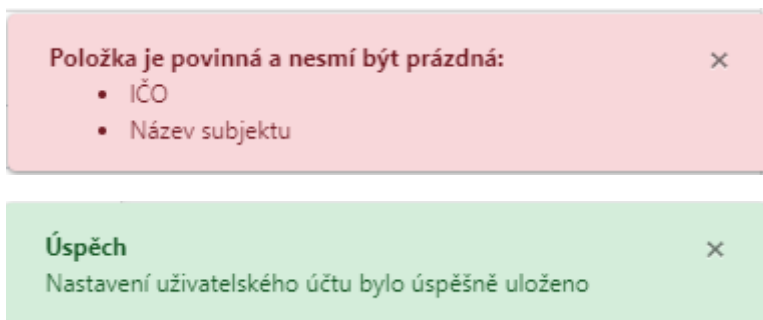 Položka je povinná a nesmí být prázdná:
• IČO
• Název subjektu
Úspěch
Nastavení uživatelského účtu bylo úspěšně uloženo